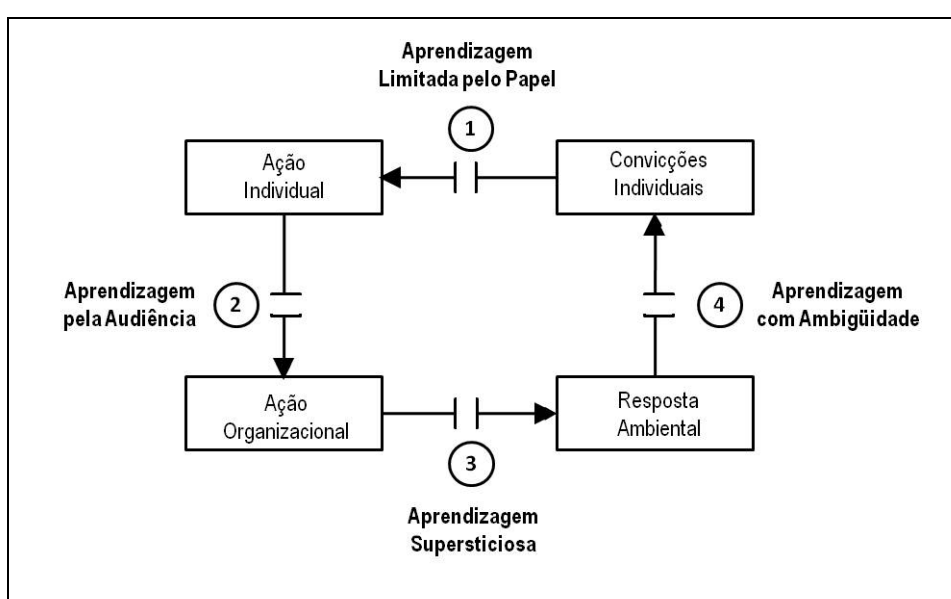 Aprendizagem
Limitada pelo Papel
1
Ação
Individual
Convicções
Individuais
Aprendizagem
pela Audiência
2
4
Aprendizagem
com Ambigüidade
Ação
Organizacional
Resposta
Ambiental
3
Aprendizagem
Supersticiosa